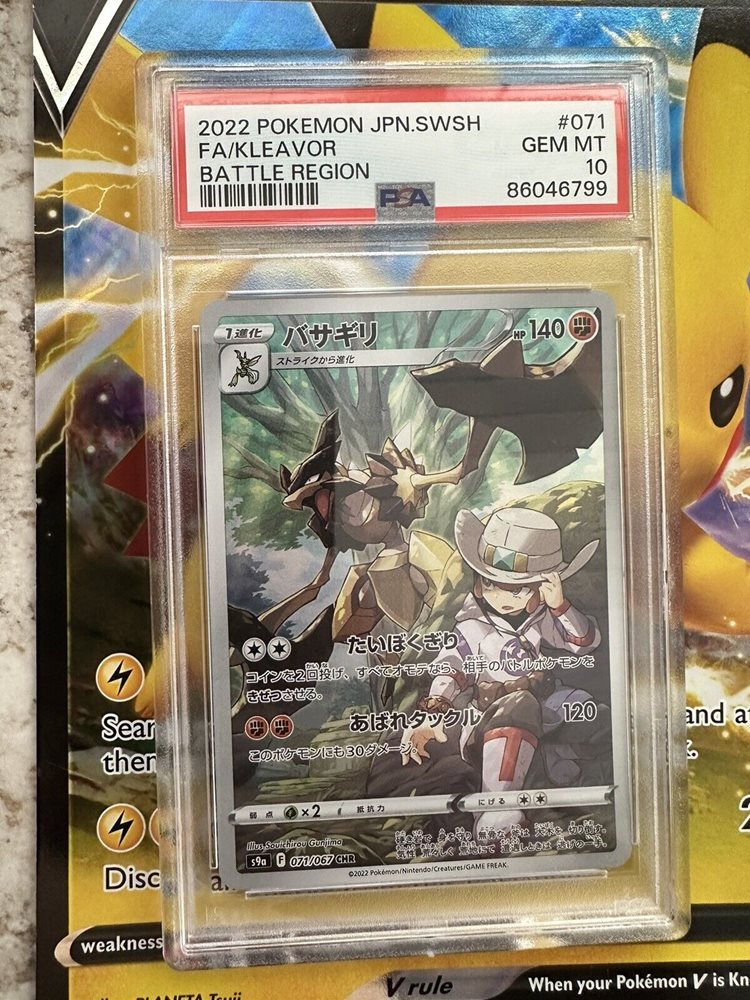 2022 POKEMON JPN.SWSH #071
FA/KLEAVOR GEM MT
BATTLE REGION 10
PSA 86046799
1進化 バサギリ HP 140
ストライクから進化
たいぼくぎり
コインを2回投げ、すべてオモテなら、相手のバトルポケモンを
きぜつさせる。
あばれタックル 120
このポケモンにも30ダメージ。
弱点 ×2 抵抗力 にげる
Illus. Souichirou Gunjima
s9a F 071/067 CHR
©2022 Pokémon/Nintendo/Creatures/GAME FREAK.
Sear
and a
then
Disc
weakness
V rule
When your Pokémon V is Kn
PLANETA Tsuji